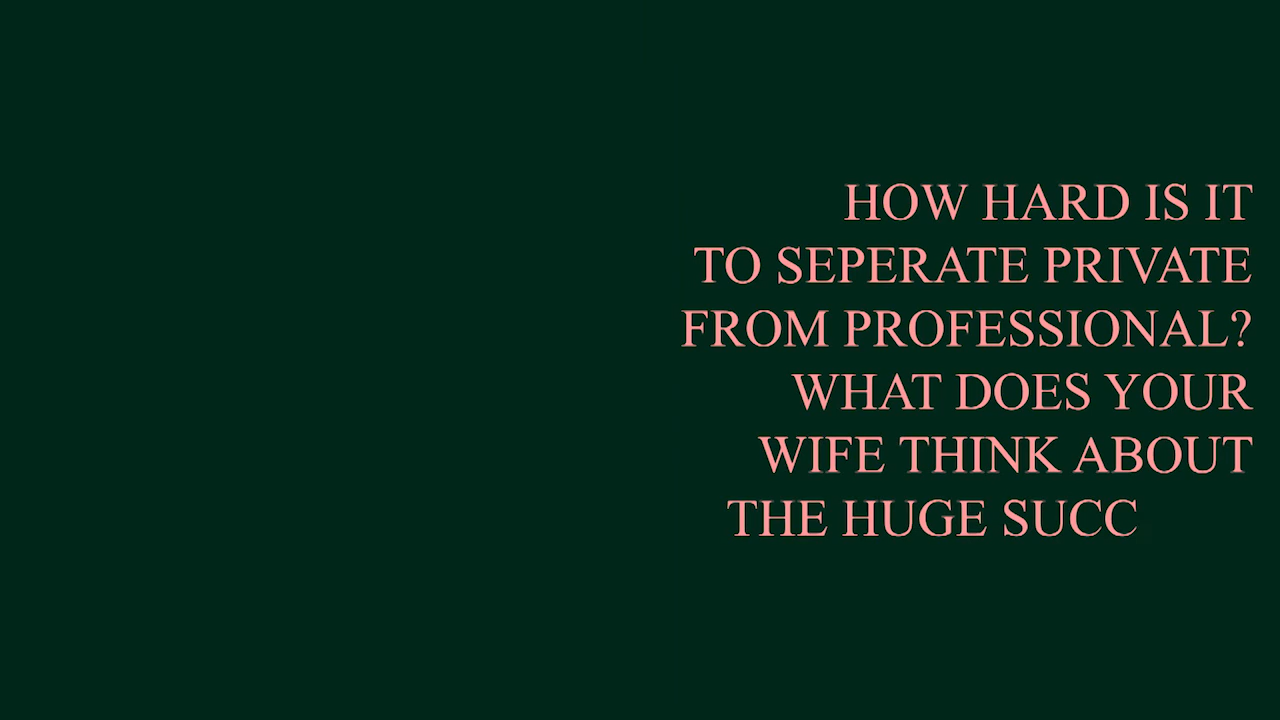 HOW HARD IS IT
TO SEPERATE PRIVATE
FROM PROFESSIONAL?
WHAT DOES YOUR
WIFE THINK ABOUT
THE HUGE SUCC